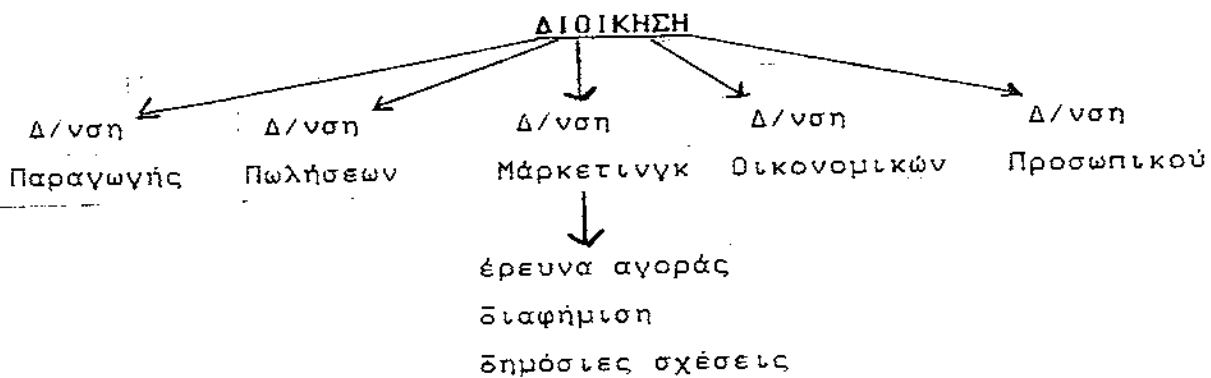 ΔΙΟΙΚΗΣΗ
Δ/νση Δ/νση Δ/νση Δ/νση Δ/νση
Παραγωγής Πωλήσεων Μάρκετινγκ Οικονομικών Προσωπικού
έρευνα αγοράς
διαφήμιση
δημόσιες σχέσεις